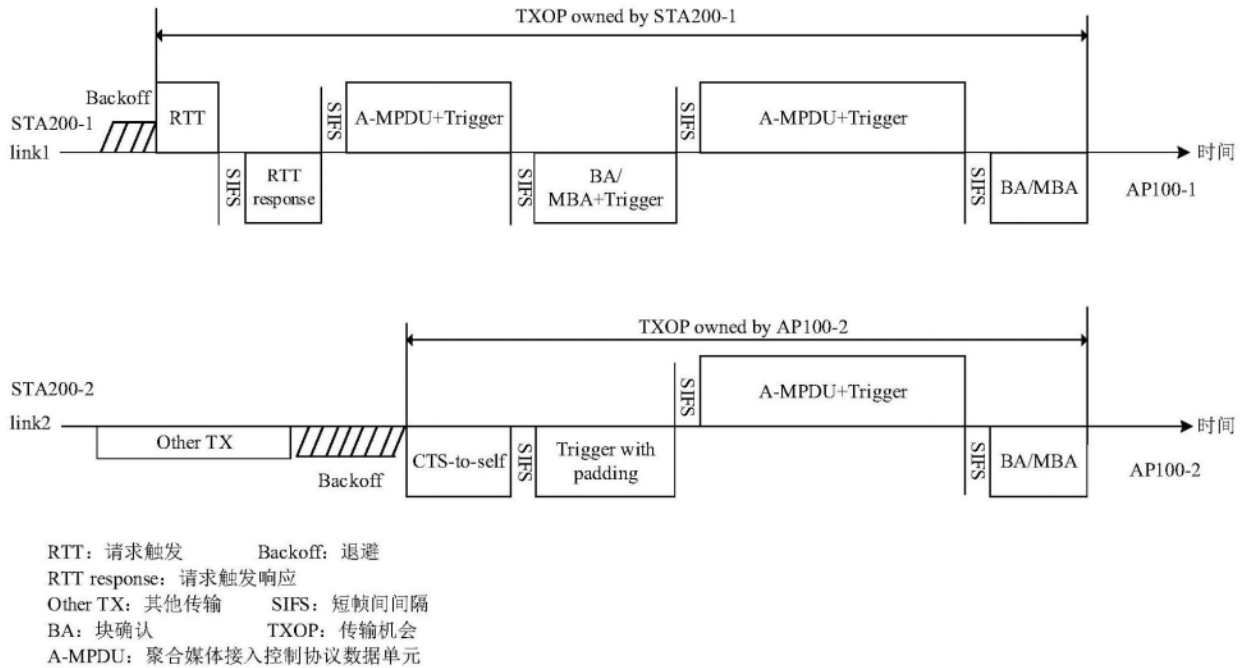 TXOP owned by STA200-1
Backoff
STA200-1
link1
RTT
SIFS
RTT
response
SIFS
A-MPDU+Trigger
SIFS
BA/
MBA+Trigger
SIFS
A-MPDU+Trigger
SIFS
BA/MBA
时间
AP100-1
TXOP owned by AP100-2
STA200-2
link2
Other TX
Backoff
CTS-to-self
SIFS
Trigger with
padding
SIFS
A-MPDU+Trigger
SIFS
BA/MBA
时间
AP100-2
RTT：请求触发 Backoff：退避
RTT response：请求触发响应
Other TX：其他传输 SIFS：短帧间间隔
BA：块确认 TXOP：传输机会
A-MPDU：聚合媒体接入控制协议数据单元